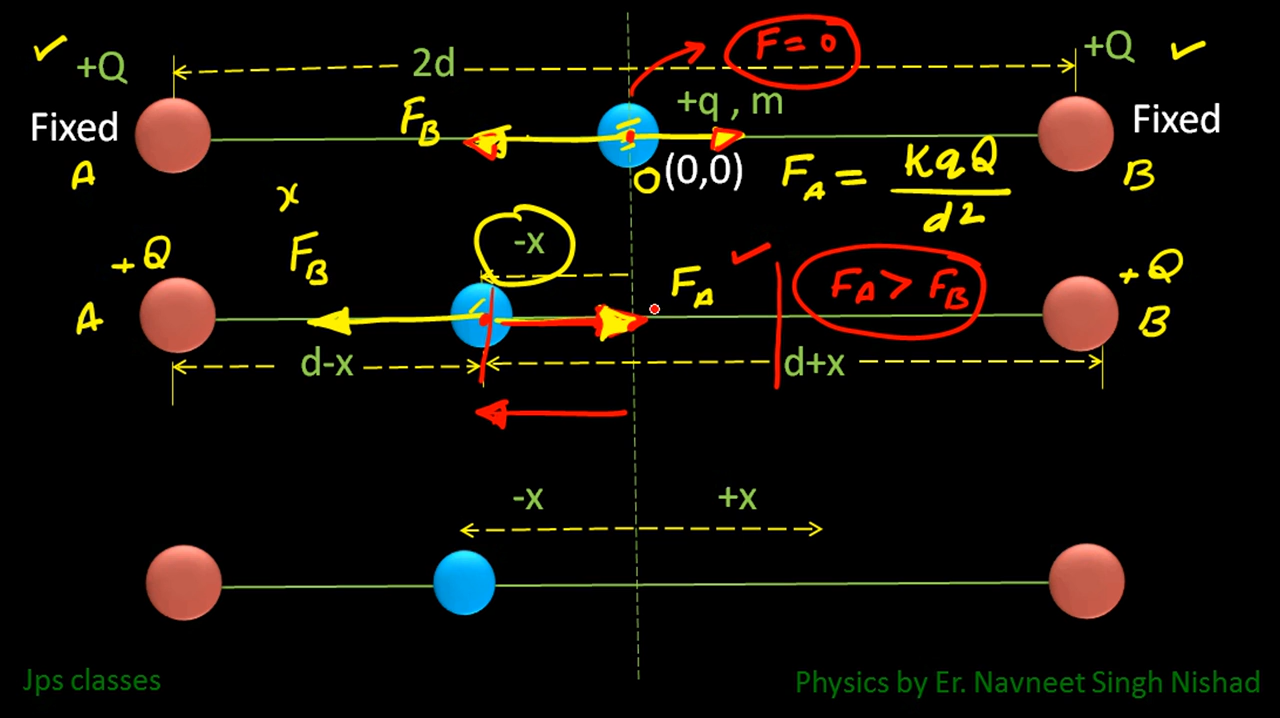 +Q 2d +Q
F = 0
Fixed F_B +q , m Fixed
A O (0,0) F_A = KqQ / d2 B
x
+Q F_B -x F_A F_A > F_B +Q
A B
d-x d+x
-x +x
Jps classes Physics by Er. Navneet Singh Nishad